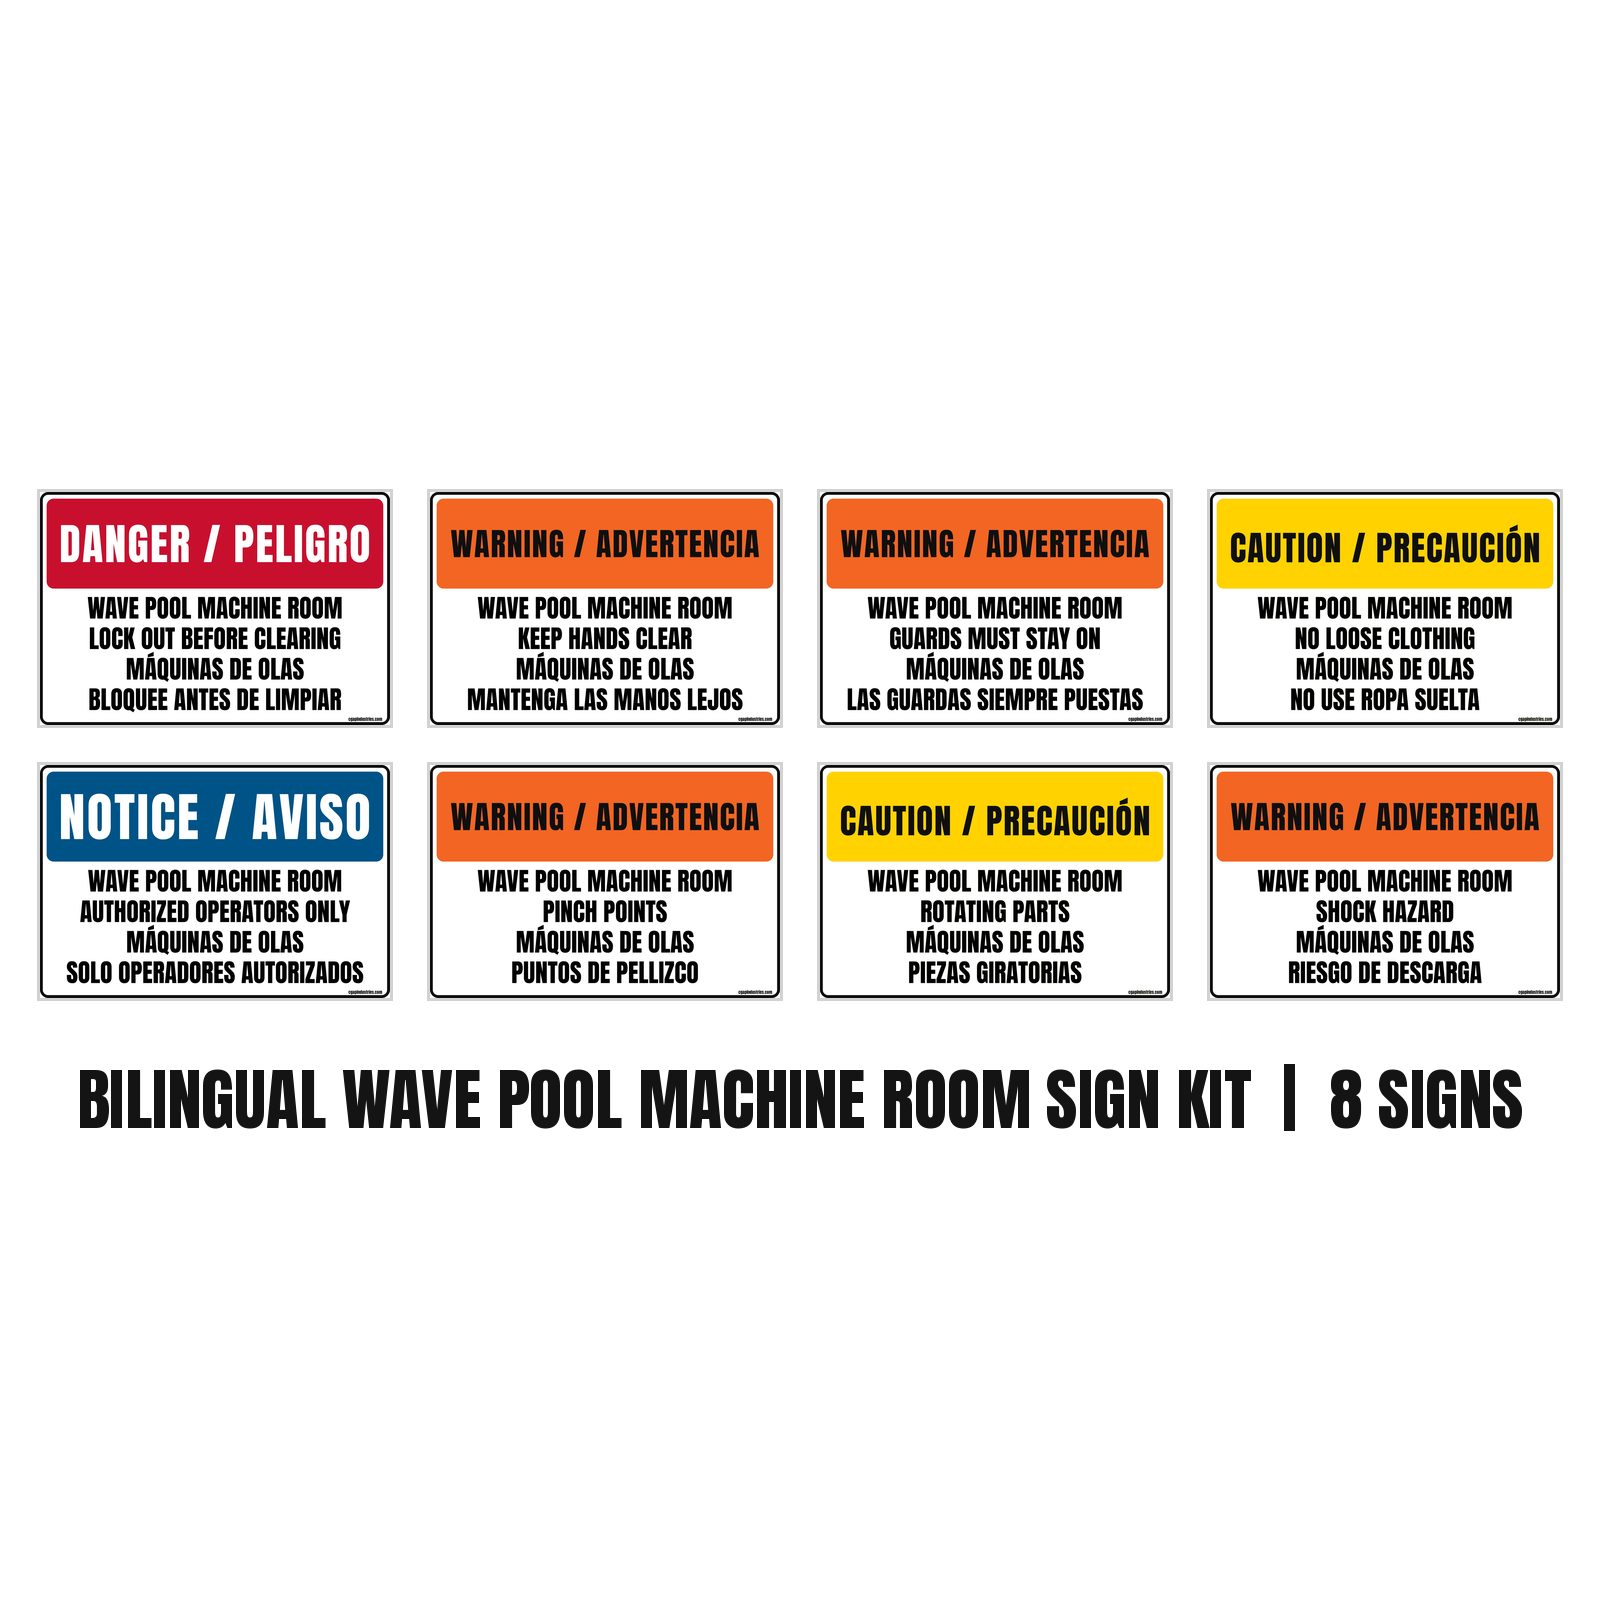 DANGER / PELIGRO
WAVE POOL MACHINE ROOM
LOCK OUT BEFORE CLEARING
MÁQUINAS DE OLAS
BLOQUEE ANTES DE LIMPIAR
cgaphindustries.com
WARNING / ADVERTENCIA
WAVE POOL MACHINE ROOM
KEEP HANDS CLEAR
MÁQUINAS DE OLAS
MANTENGA LAS MANOS LEJOS
WARNING / ADVERTENCIA
WAVE POOL MACHINE ROOM
GUARDS MUST STAY ON
MÁQUINAS DE OLAS
LAS GUARDAS SIEMPRE PUESTAS
CAUTION / PRECAUCIÓN
WAVE POOL MACHINE ROOM
NO LOOSE CLOTHING
MÁQUINAS DE OLAS
NO USE ROPA SUELTA
NOTICE / AVISO
WAVE POOL MACHINE ROOM
AUTHORIZED OPERATORS ONLY
MÁQUINAS DE OLAS
SOLO OPERADORES AUTORIZADOS
WARNING / ADVERTENCIA
WAVE POOL MACHINE ROOM
PINCH POINTS
MÁQUINAS DE OLAS
PUNTOS DE PELLIZCO
CAUTION / PRECAUCIÓN
WAVE POOL MACHINE ROOM
ROTATING PARTS
MÁQUINAS DE OLAS
PIEZAS GIRATORIAS
WARNING / ADVERTENCIA
WAVE POOL MACHINE ROOM
SHOCK HAZARD
MÁQUINAS DE OLAS
RIESGO DE DESCARGA
BILINGUAL WAVE POOL MACHINE ROOM SIGN KIT | 8 SIGNS